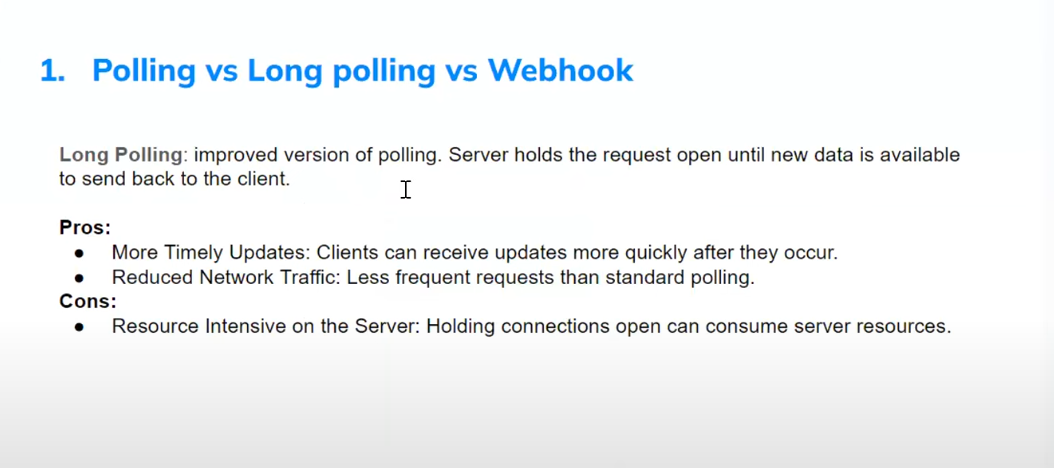 1. Polling vs Long polling vs Webhook
Long Polling: improved version of polling. Server holds the request open until new data is available
to send back to the client.
Pros:
● More Timely Updates: Clients can receive updates more quickly after they occur.
● Reduced Network Traffic: Less frequent requests than standard polling.
Cons:
● Resource Intensive on the Server: Holding connections open can consume server resources.